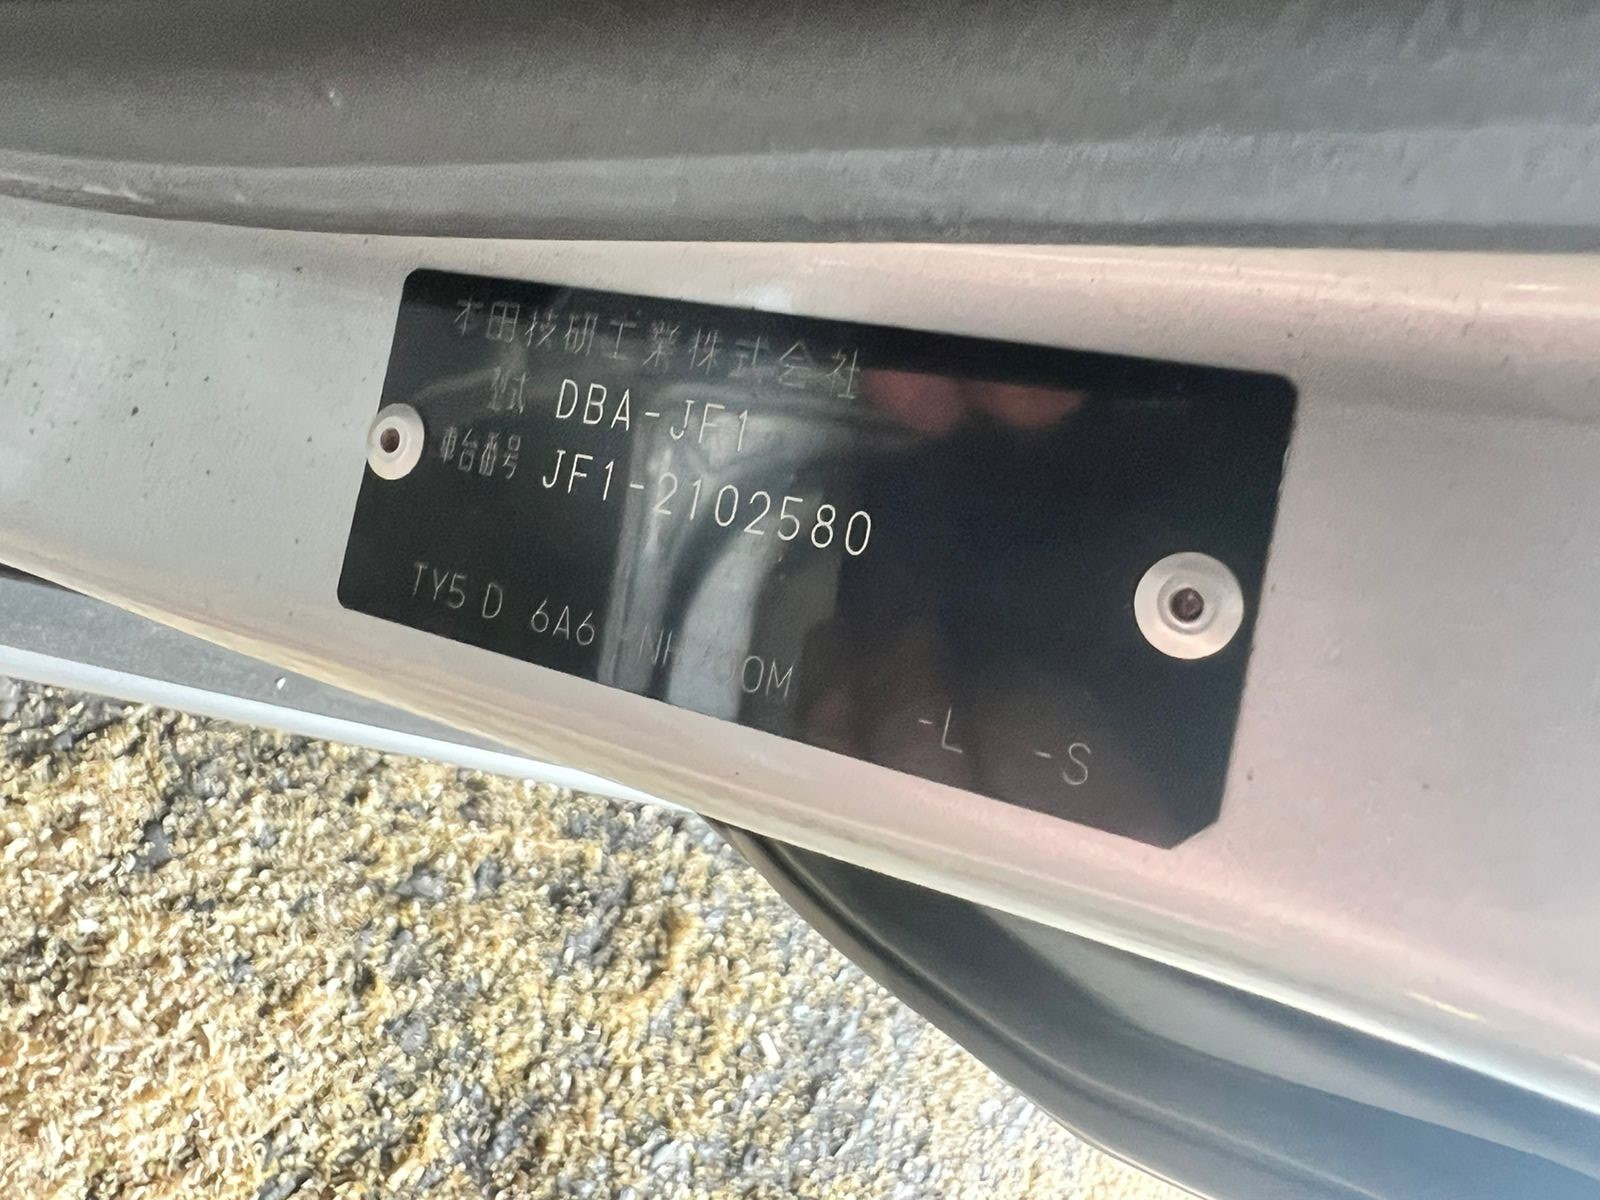 本田技研工業株式会社
型式 DBA-JF1
車台番号 JF1-2102580
TY5 D 6A6 -L -S